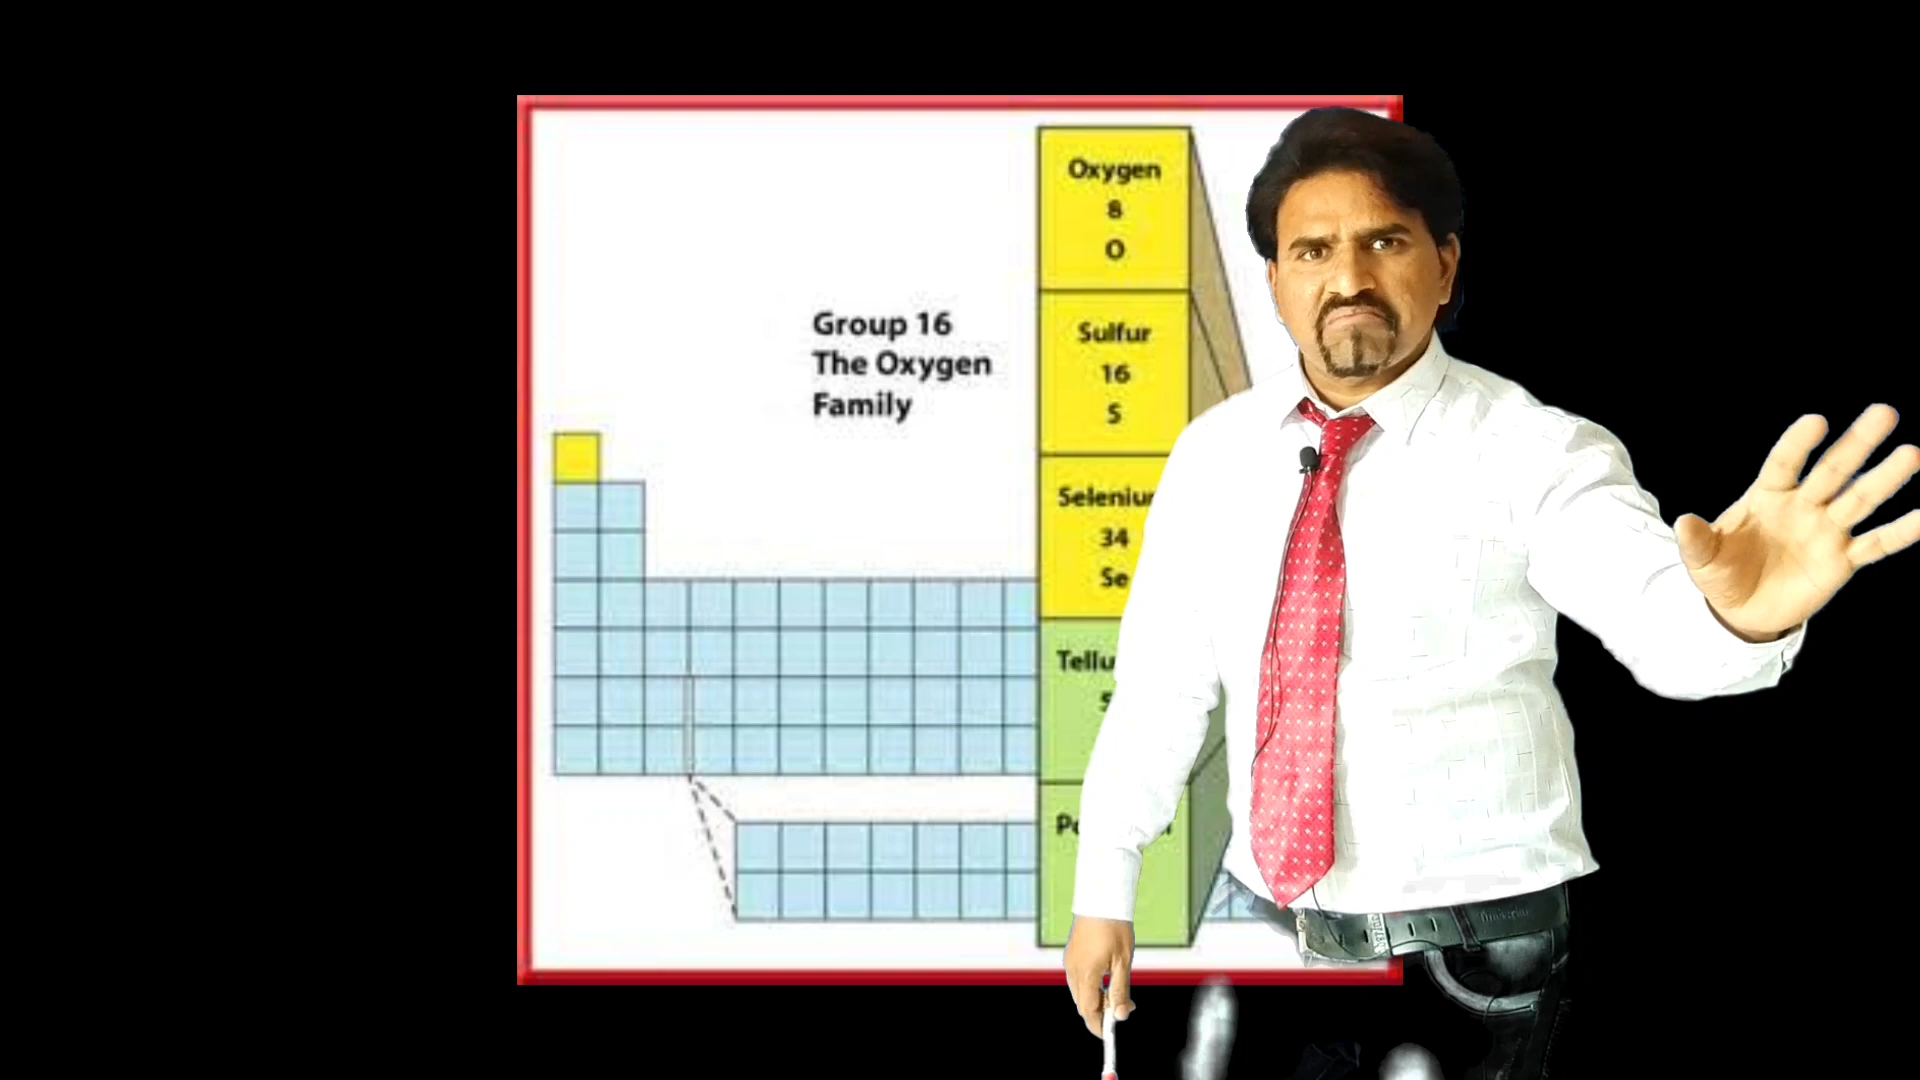 Oxygen
8
O
Group 16
The Oxygen
Family
Sulfur
16
S
34
Se